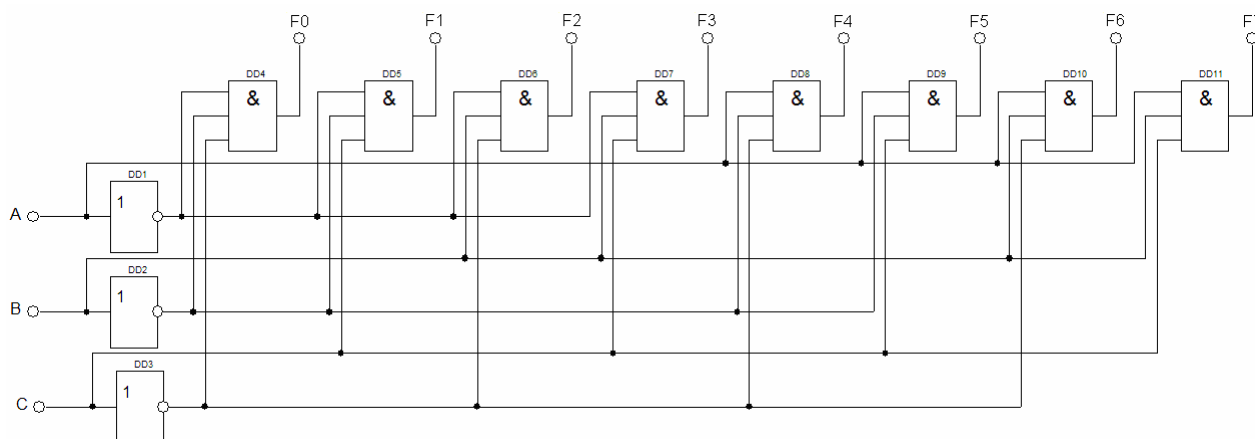 F0 F1 F2 F3 F4 F5 F6 F7
DD4 DD5 DD6 DD7 DD8 DD9 DD10 DD11
& & & & & & & &
DD1
A 1
DD2
B 1
DD3
C 1